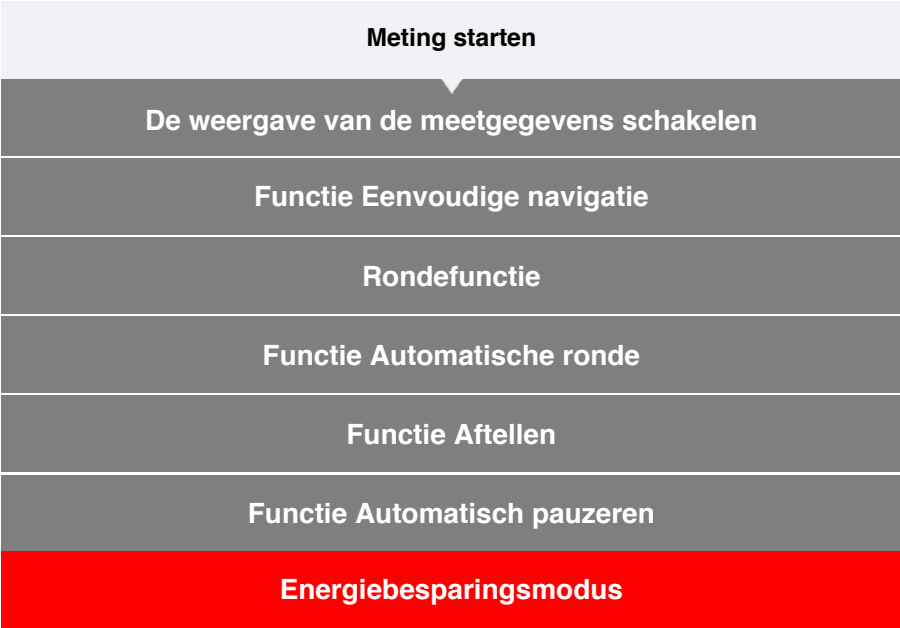 Meting starten
De weergave van de meetgegevens schakelen
Functie Eenvoudige navigatie
Rondefunctie
Functie Automatische ronde
Functie Aftellen
Functie Automatisch pauzeren
Energiebesparingsmodus